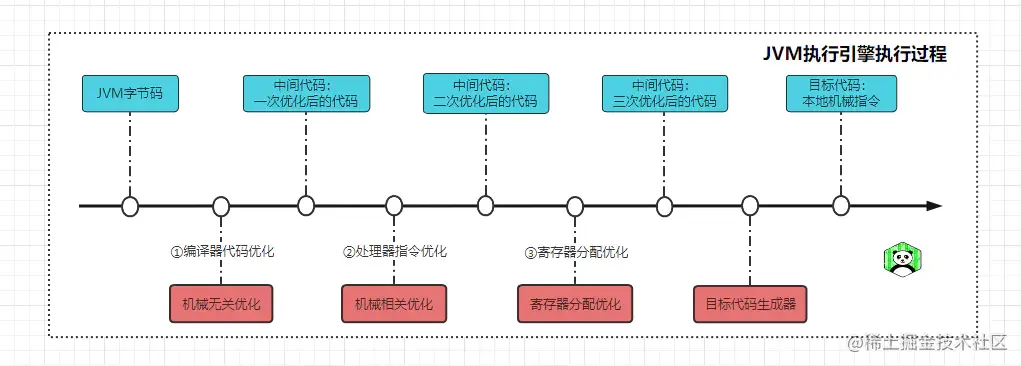 JVM执行引擎执行过程
JVM字节码
中间代码：
一次优化后的代码
中间代码：
二次优化后的代码
中间代码：
三次优化后的代码
目标代码：
本地机械指令
①编译器代码优化
②处理器指令优化
③寄存器分配优化
机械无关优化
机械相关优化
寄存器分配优化
目标代码生成器
@稀土掘金技术社区